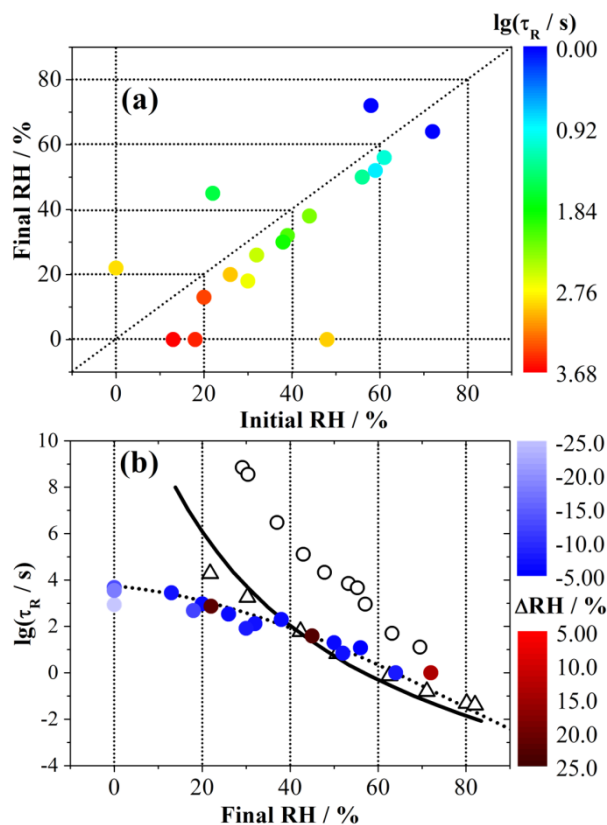 lg(τR / s)
(a)
80
60
40
20
0
Final RH / %
0 20 40 60 80
Initial RH / %
0.00
0.92
1.84
2.76
3.68
(b)
10
8
6
4
2
0
-2
-4
lg(τR / s)
0 20 40 60 80
Final RH / %
-25.0
-20.0
-15.0
-10.0
-5.00
ΔRH / %
5.00
10.0
15.0
20.0
25.0